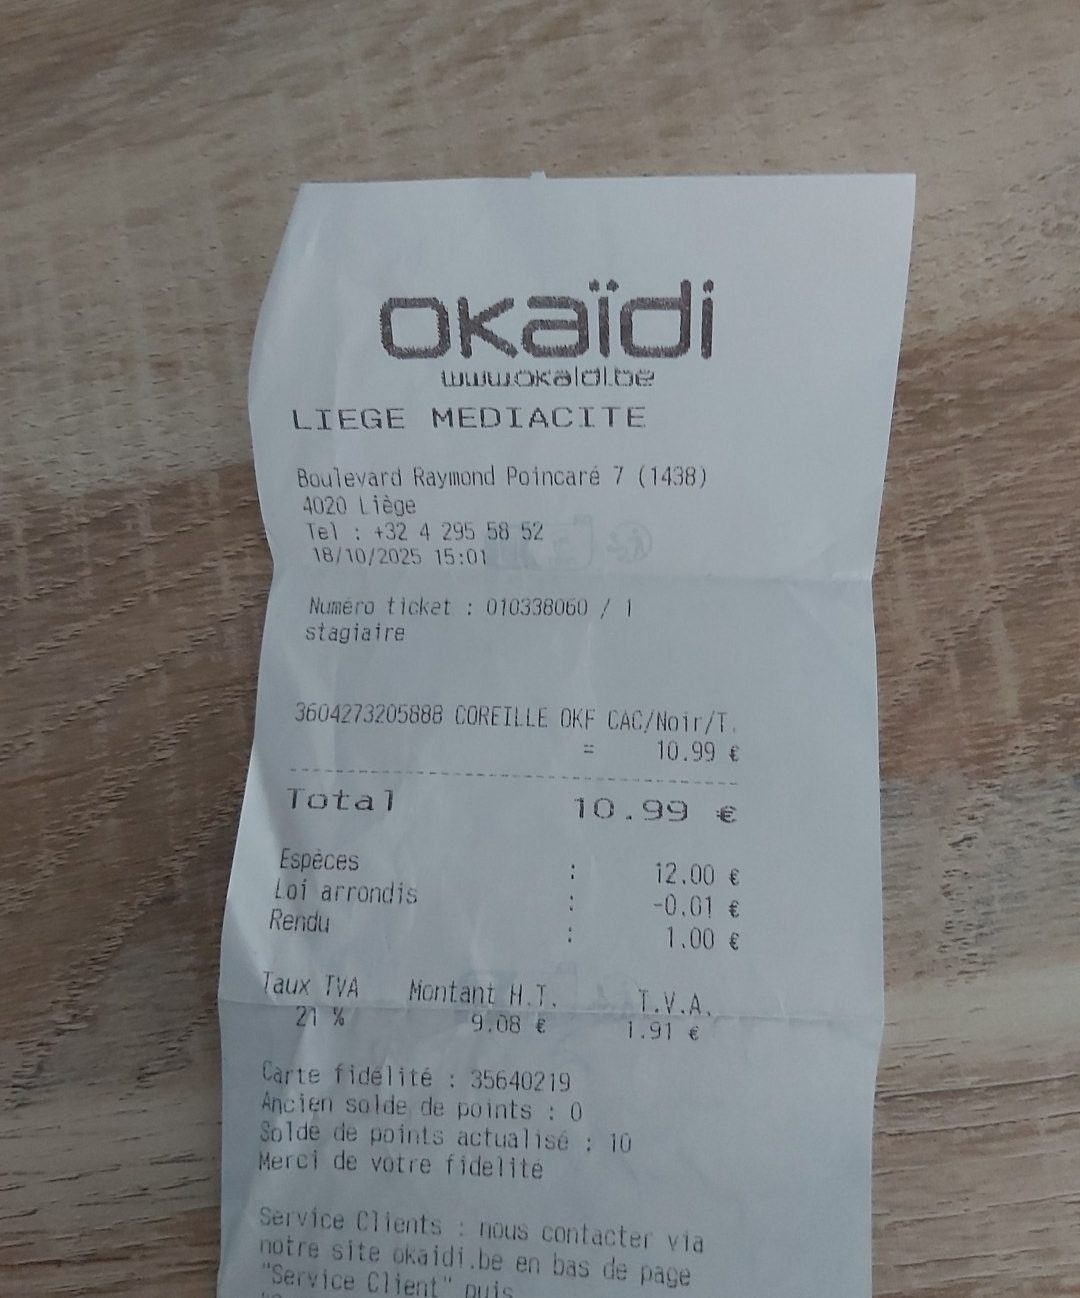 okaïdi
www.okaidi.be
LIEGE MEDIACITE
Boulevard Raymond Poincaré 7 (1438)
4020 Liège
Tel : +32 4 295 58 52
18/10/2025 15:01
Numéro ticket : 010338060 / 1
stagiaire
3604273205888 COREILLE OKF CAC/Noir/T.
= 10.99 €
Total 10.99 €
Espèces : 12.00 €
Loi arrondis : -0.01 €
Rendu : 1.00 €
Taux TVA Montant H.T. T.V.A.
21 % 9.08 € 1.91 €
Carte fidélité : 35640219
Ancien solde de points : 0
Solde de points actualisé : 10
Merci de votre fidelité
Service Clients : nous contacter via
notre site okaidi.be en bas de page
"Service Client" puis